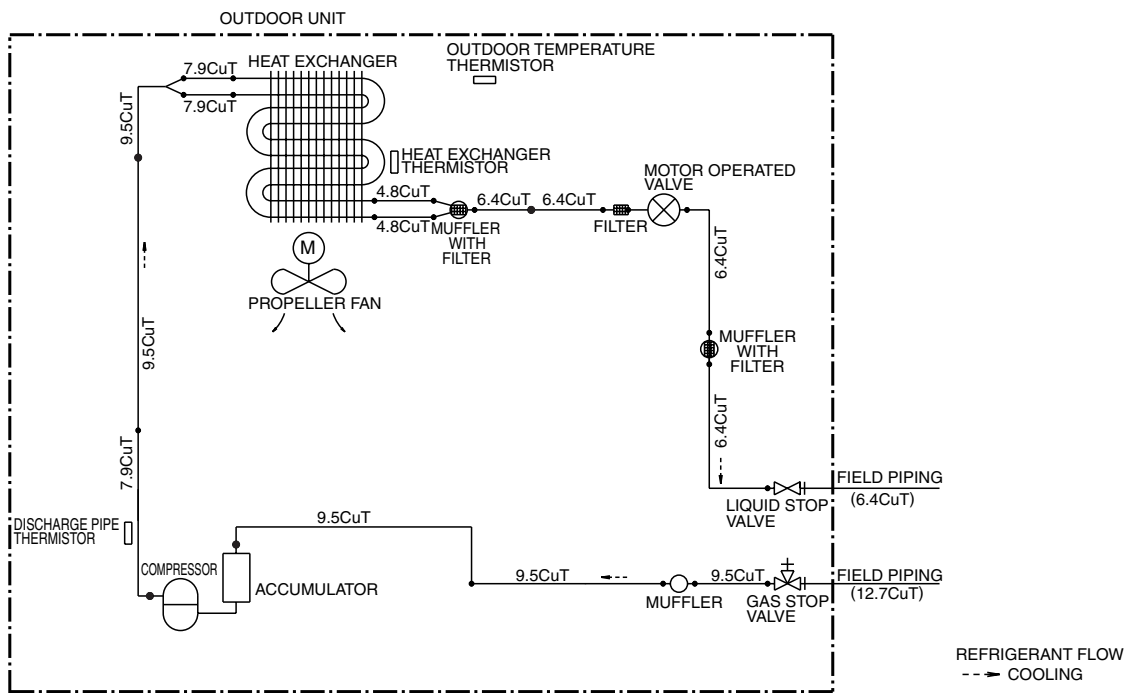 OUTDOOR UNIT
HEAT EXCHANGER
OUTDOOR TEMPERATURE
THERMISTOR
7.9CuT
7.9CuT
9.5CuT
HEAT EXCHANGER
THERMISTOR
MOTOR OPERATED
VALVE
4.8CuT
6.4CuT
6.4CuT
4.8CuT
MUFFLER
WITH
FILTER
FILTER
6.4CuT
M
PROPELLER FAN
9.5CuT
MUFFLER
WITH
FILTER
6.4CuT
7.9CuT
FIELD PIPING
(6.4CuT)
LIQUID STOP
VALVE
DISCHARGE PIPE
THERMISTOR
9.5CuT
COMPRESSOR
ACCUMULATOR
9.5CuT
9.5CuT
MUFFLER
GAS STOP
VALVE
FIELD PIPING
(12.7CuT)
REFRIGERANT FLOW
COOLING